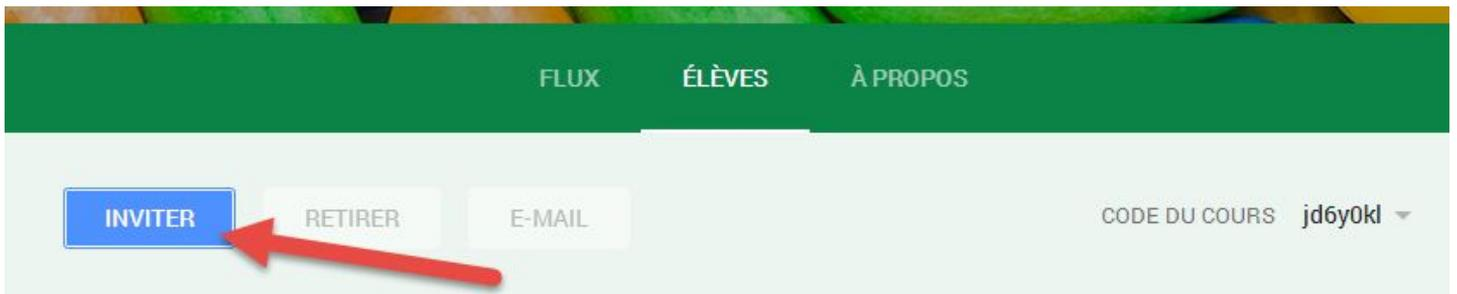 FLUX ÉLÈVES À PROPOS
INVITER RETIRER E-MAIL CODE DU COURS jd6y0kl